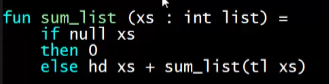 fun sum_list (xs : int list) =
    if null xs
    then 0
    else hd xs + sum_list(tl xs)